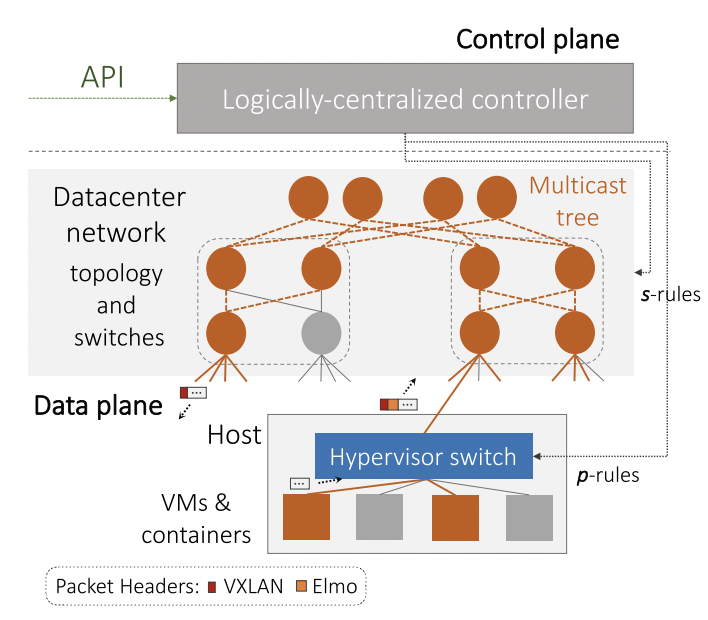 Control plane
API
Logically-centralized controller
Datacenter
network
topology
and
switches
Multicast
tree
s-rules
Data plane
...
...
Host
Hypervisor switch
p-rules
...
VMs &
containers
Packet Headers: VXLAN Elmo